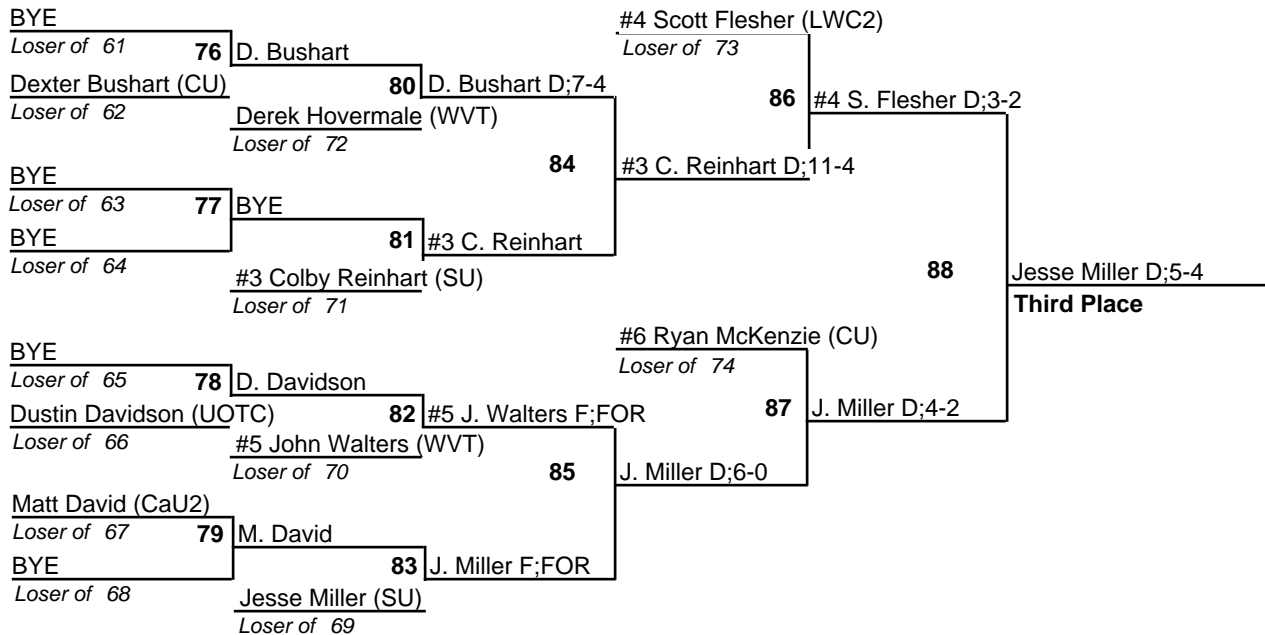 BYE
Loser of 61
76 D. Bushart
Dexter Bushart (CU)
Loser of 62
80 D. Bushart D;7-4
Derek Hovermale (WVT)
Loser of 72
BYE
Loser of 63
77 BYE
BYE
Loser of 64
81 #3 C. Reinhart
#3 Colby Reinhart (SU)
Loser of 71
84 #3 C. Reinhart D;11-4
#4 Scott Flesher (LWC2)
Loser of 73
86 #4 S. Flesher D;3-2
BYE
Loser of 65
78 D. Davidson
Dustin Davidson (UOTC)
Loser of 66
82 #5 J. Walters F;FOR
#5 John Walters (WVT)
Loser of 70
Matt David (CaU2)
Loser of 67
79 M. David
BYE
Loser of 68
83 J. Miller F;FOR
Jesse Miller (SU)
Loser of 69
85 J. Miller D;6-0
#6 Ryan McKenzie (CU)
Loser of 74
87 J. Miller D;4-2
88 Jesse Miller D;5-4
Third Place